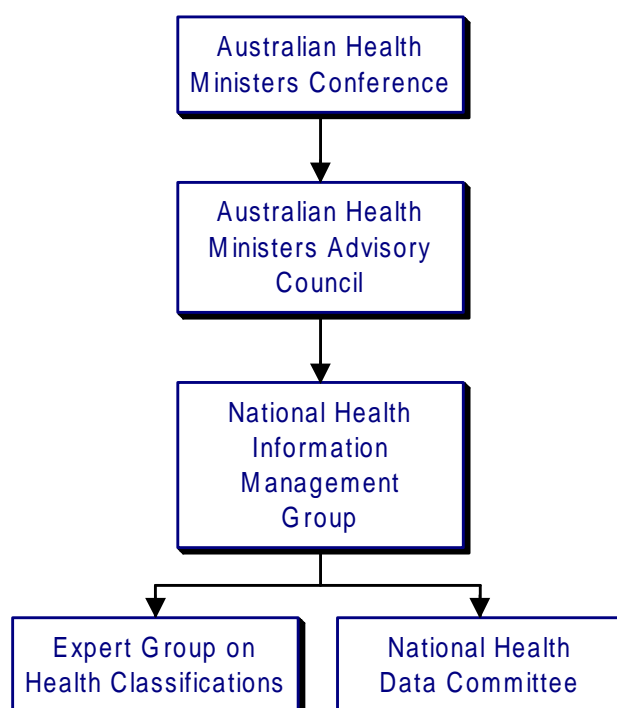 Australian Health
Ministers Conference
Australian Health
Ministers Advisory
Council
National Health
Information
Management
Group
Expert Group on
Health Classifications
National Health
Data Committee